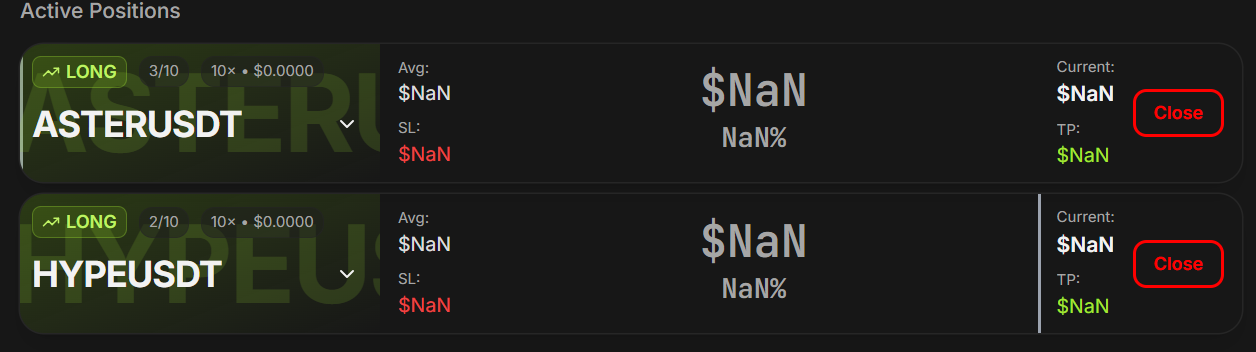 Active Positions
LONG 3/10 10× • $0.0000
ASTERUSDT
Avg:
$NaN
SL:
$NaN
$NaN
NaN%
Current:
$NaN
TP:
$NaN
Close
LONG 2/10 10× • $0.0000
HYPEUSDT
Avg:
$NaN
SL:
$NaN
$NaN
NaN%
Current:
$NaN
TP:
$NaN
Close